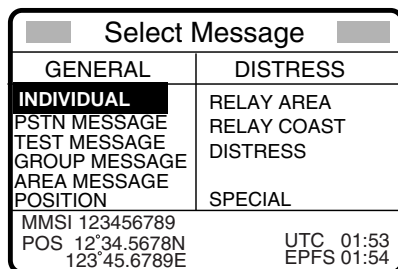 Select Message
GENERAL
INDIVIDUAL
PSTN MESSAGE
TEST MESSAGE
GROUP MESSAGE
AREA MESSAGE
POSITION
DISTRESS
RELAY AREA
RELAY COAST
DISTRESS
SPECIAL
MMSI 123456789
POS 12°34.5678N
123°45.6789E
UTC 01:53
EPFS 01:54